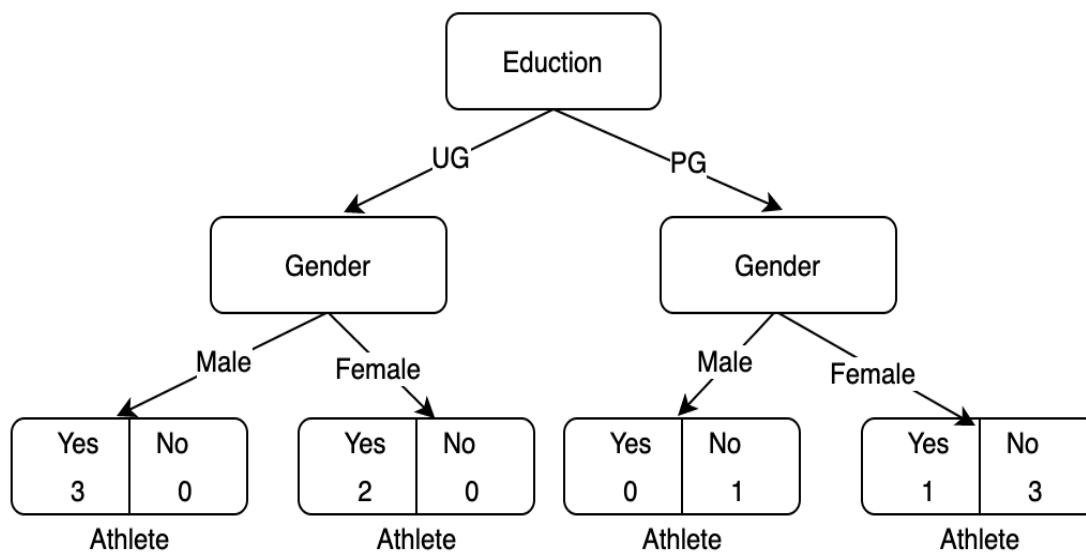 Eduction
UG
PG
Gender
Gender
Male
Female
Male
Female
Yes No
3 0
Athlete
Yes No
2 0
Athlete
Yes No
0 1
Athlete
Yes No
1 3
Athlete